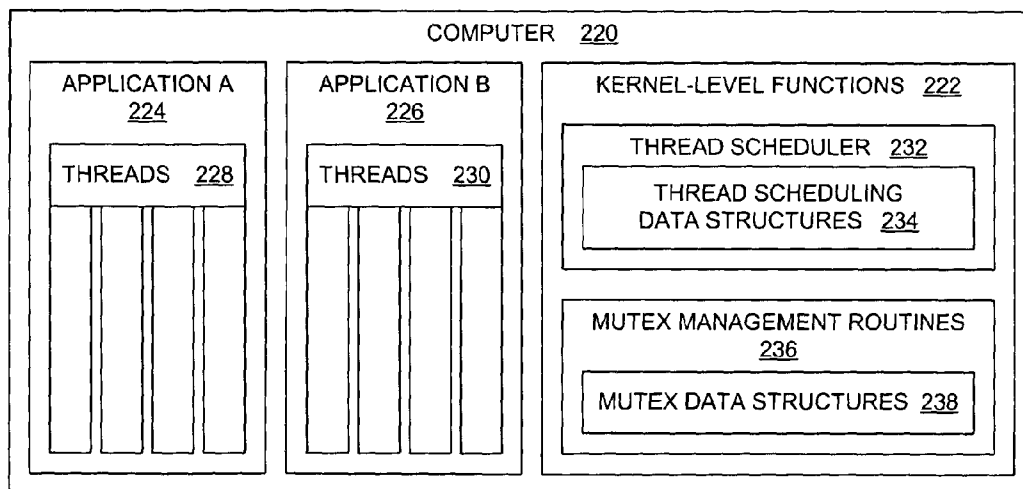 COMPUTER 220
APPLICATION A
224
THREADS 228
APPLICATION B
226
THREADS 230
KERNEL-LEVEL FUNCTIONS 222
THREAD SCHEDULER 232
THREAD SCHEDULING
DATA STRUCTURES 234
MUTEX MANAGEMENT ROUTINES
236
MUTEX DATA STRUCTURES 238